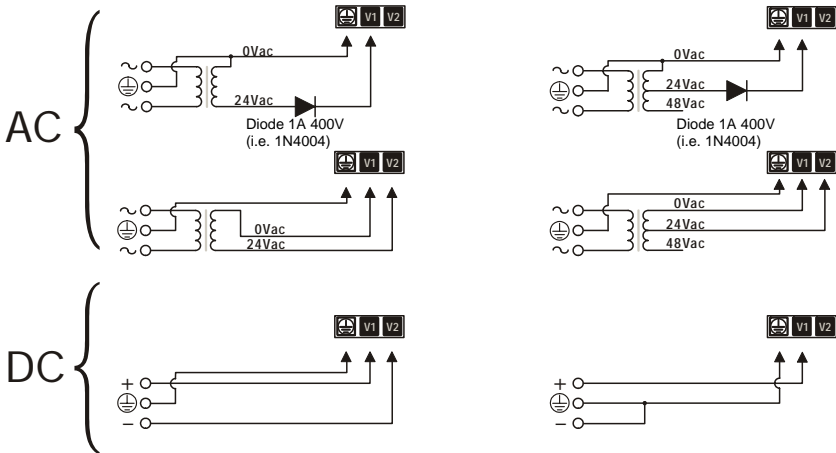 V1 V2
0Vac
24Vac
Diode 1A 400V
(i.e. 1N4004)
V1 V2
0Vac
24Vac
48Vac
Diode 1A 400V
(i.e. 1N4004)
AC
V1 V2
0Vac
24Vac
V1 V2
0Vac
24Vac
48Vac
DC
V1 V2
+
−
V1 V2
+
−